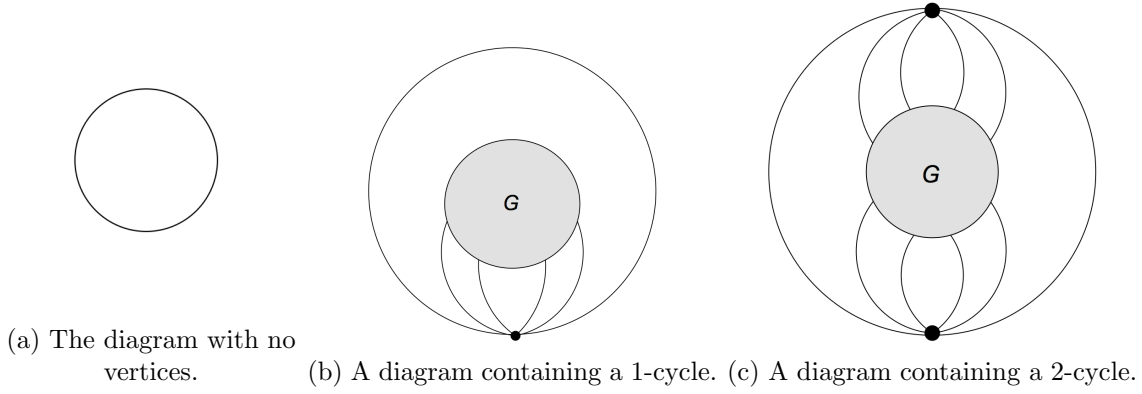 G
G
(a) The diagram with no
vertices.
(b) A diagram containing a 1-cycle.
(c) A diagram containing a 2-cycle.